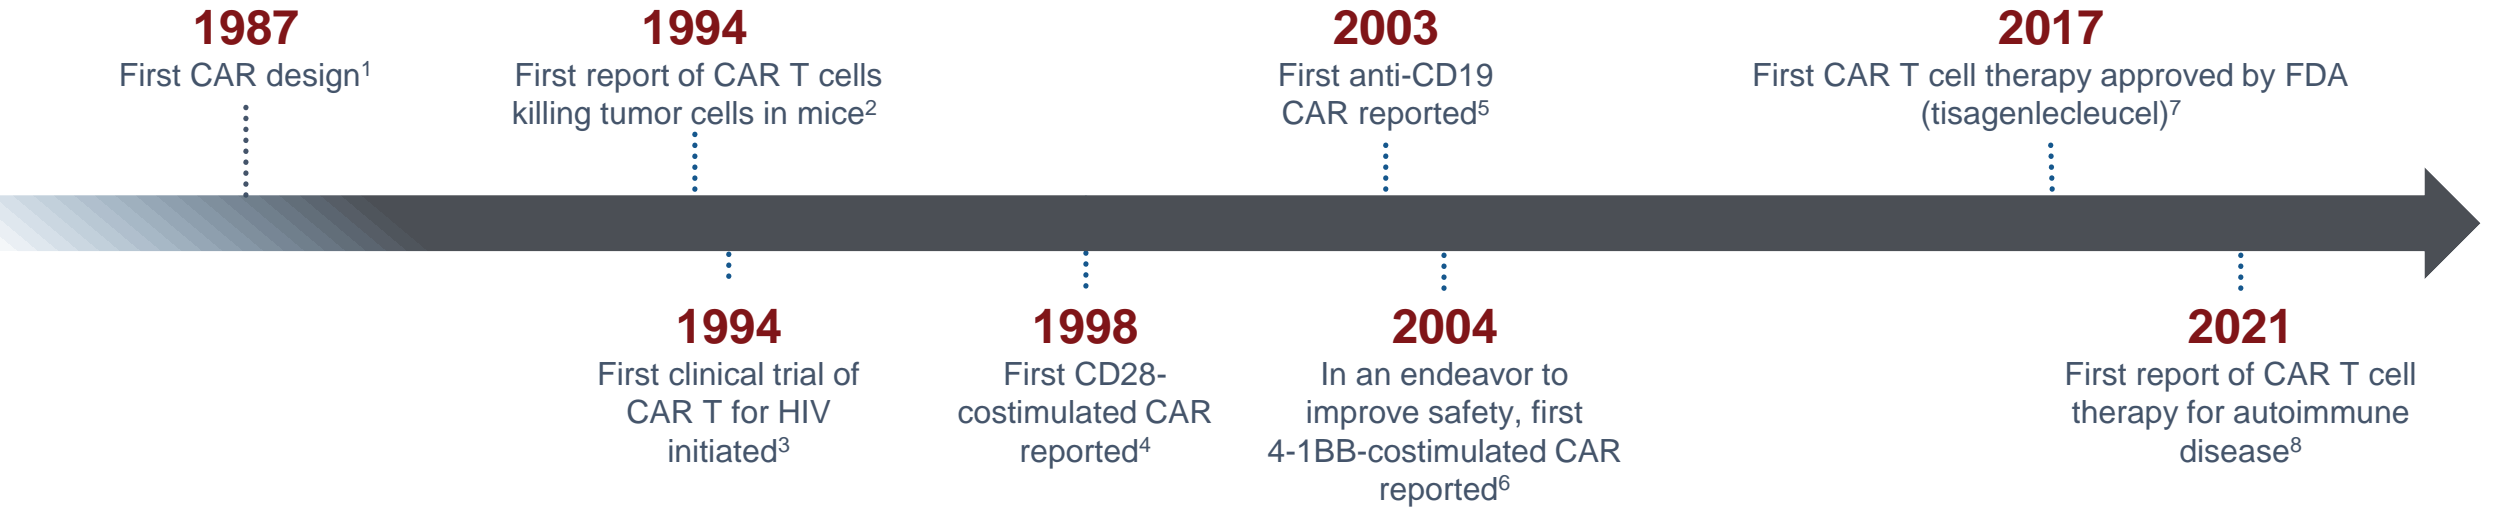 1987
First CAR design¹
1994
First report of CAR T cells
killing tumor cells in mice²
2003
First anti-CD19
CAR reported⁵
2017
First CAR T cell therapy approved by FDA
(tisagenlecleucel)⁷
1994
First clinical trial of
CAR T for HIV
initiated³
1998
First CD28-
costimulated CAR
reported⁴
2004
In an endeavor to
improve safety, first
4-1BB-costimulated CAR
reported⁶
2021
First report of CAR T cell
therapy for autoimmune
disease⁸